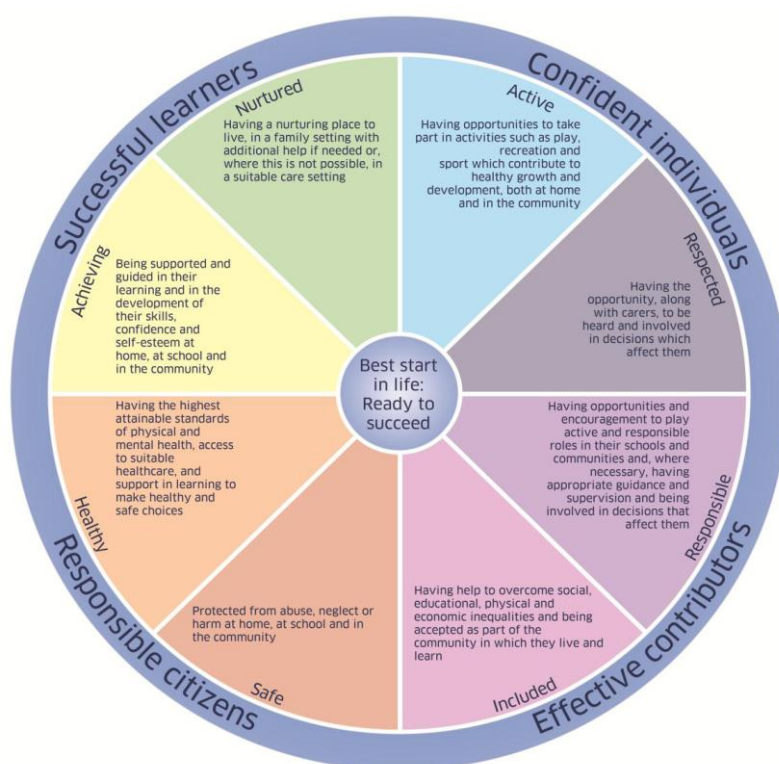 Successful learners
Confident individuals
Nurtured
Having a nurturing place to
live, in a family setting with
additional help if needed or,
where this is not possible, in
a suitable care setting
Active
Having opportunities to take
part in activities such as play,
recreation and
sport which contribute to
healthy growth and
development, both at home
and in the community
Achieving
Being supported and
guided in their
learning and in the
development of
their skills,
confidence and
self-esteem at
home, at school and
in the community
Respected
Having the
opportunity, along
with carers, to be
heard and involved
in decisions which
affect them
Best start
in life:
Ready to
succeed
Healthy
Having the highest
attainable standards
of physical and
mental health, access
to suitable
healthcare, and
support in learning to
make healthy and
safe choices
Responsible
Having opportunities and
encouragement to play
active and responsible
roles in their schools and
communities and, where
necessary, having
appropriate guidance and
supervision and being
involved in decisions that
affect them
Protected from abuse, neglect or
harm at home, at school and in
the community
Safe
Having help to overcome social,
educational, physical and
economic inequalities and being
accepted as part of the
community in which they live and
learn
Included
Responsible citizens
Effective contributors